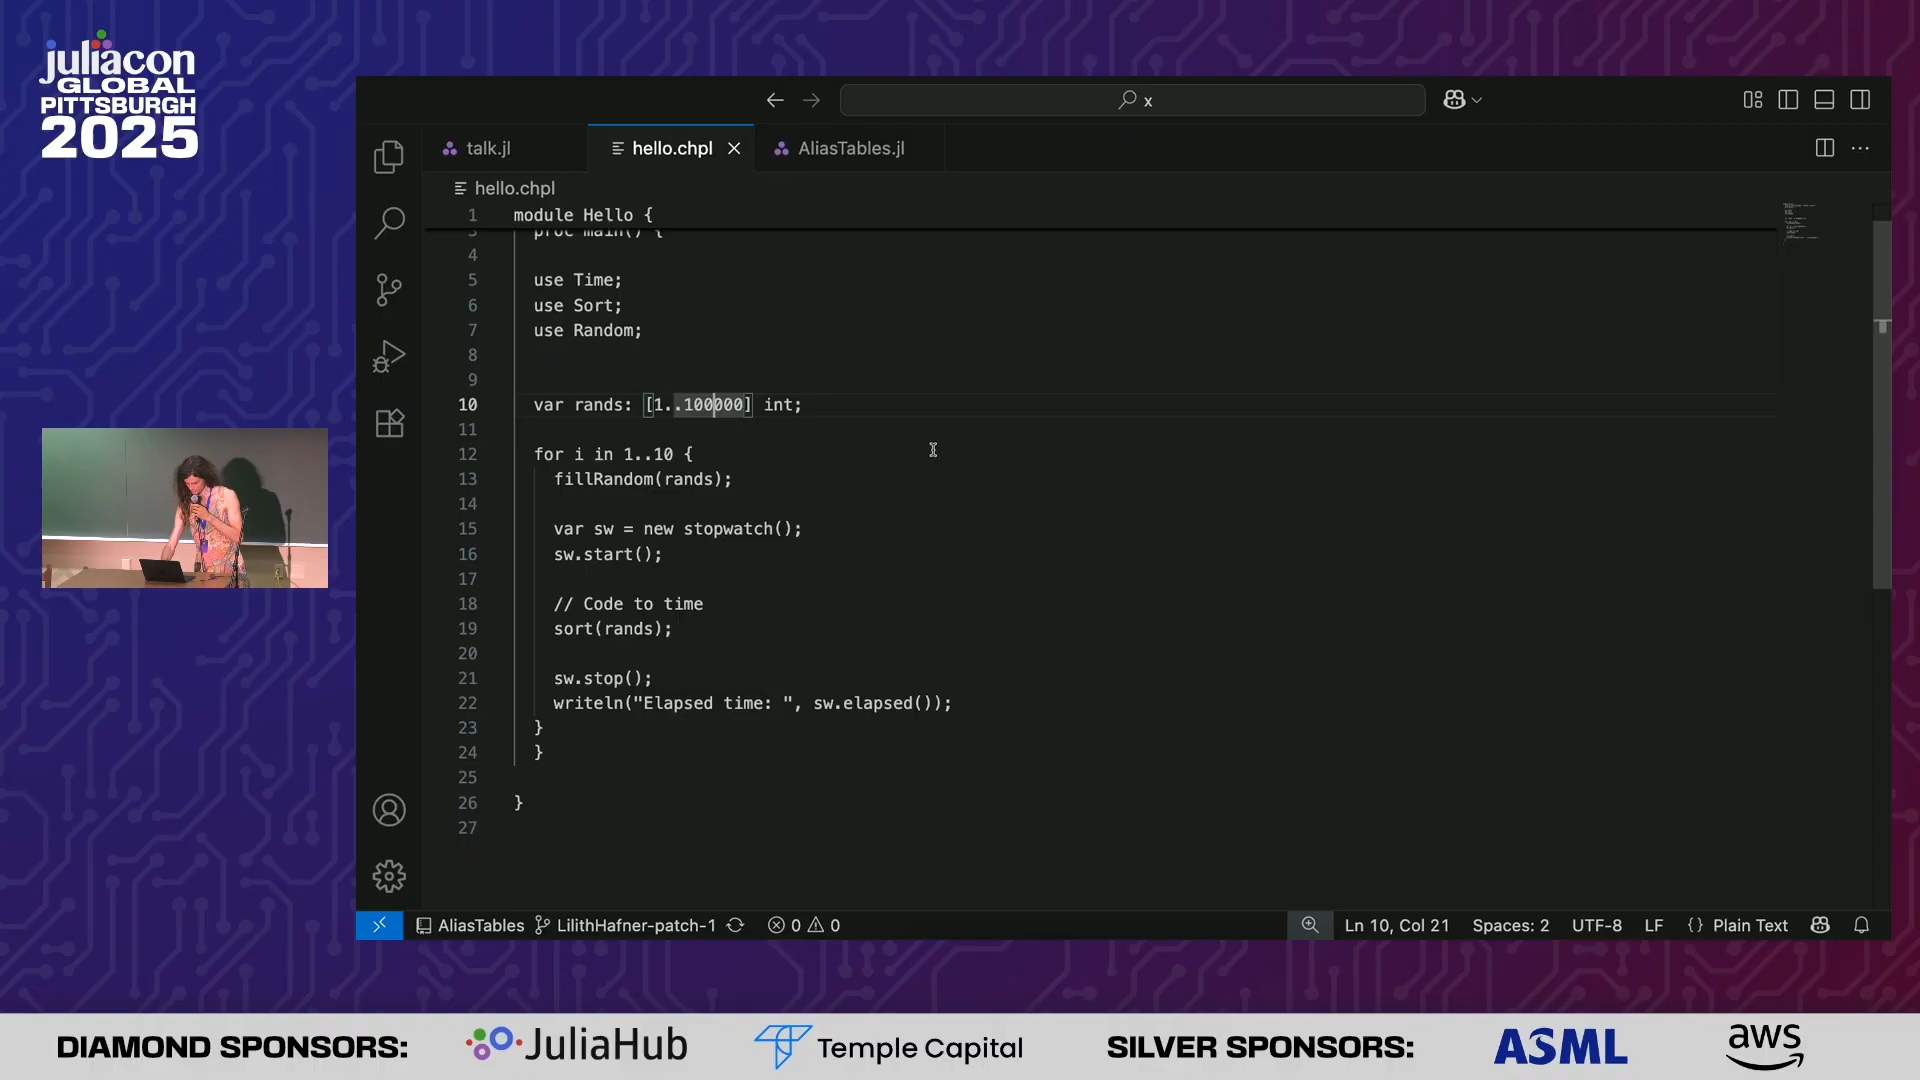 juliacon
GLOBAL
PITTSBURGH
2025
x
talk.jl
hello.chpl
AliasTables.jl
hello.chpl
1 module Hello {
3 proc main() {
4
5 use Time;
6 use Sort;
7 use Random;
8
9
10 var rands: [1..100000] int;
11
12 for i in 1..10 {
13 fillRandom(rands);
14
15 var sw = new stopwatch();
16 sw.start();
17
18 // Code to time
19 sort(rands);
20
21 sw.stop();
22 writeln("Elapsed time: ", sw.elapsed());
23 }
24 }
25
26 }
27
AliasTables LilithHafner-patch-1 0 0 Ln 10, Col 21 Spaces: 2 UTF-8 LF {} Plain Text
DIAMOND SPONSORS: JuliaHub Temple Capital SILVER SPONSORS: ASML aws